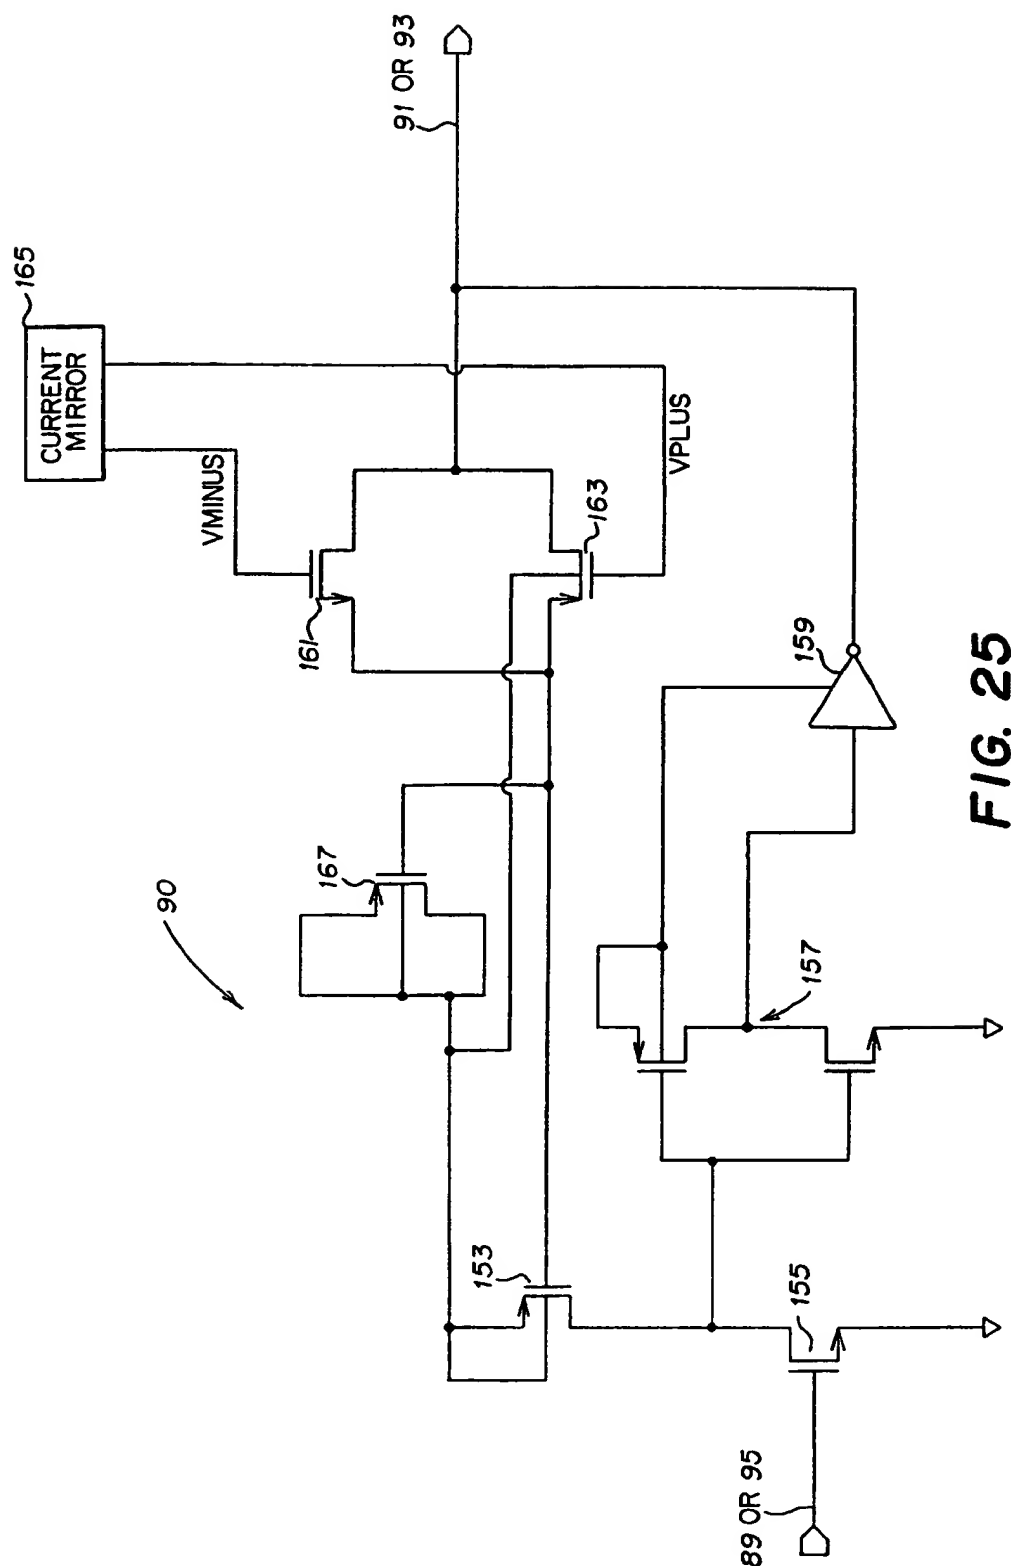 90
165
CURRENT
MIRROR
VMINUS
161
163
VPLUS
91 OR 93
167
153
157
159
155
89 OR 95
FIG. 25